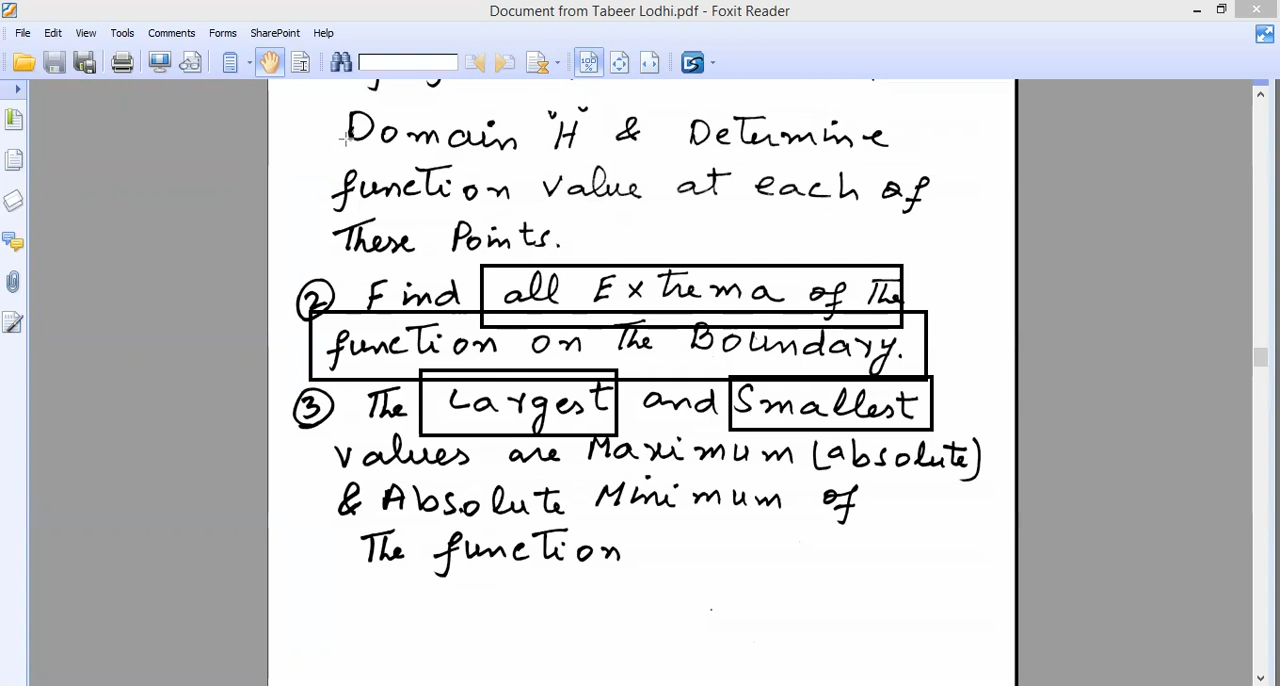 Document from Tabeer Lodhi.pdf - Foxit Reader
File Edit View Tools Comments Forms SharePoint Help
Domain "H" & Determine
function value at each of
These Points.
② Find all Extrema of The
function on The Boundary.
③ The Largest and Smallest
values are Maximum (absolute)
& Absolute Minimum of
The function